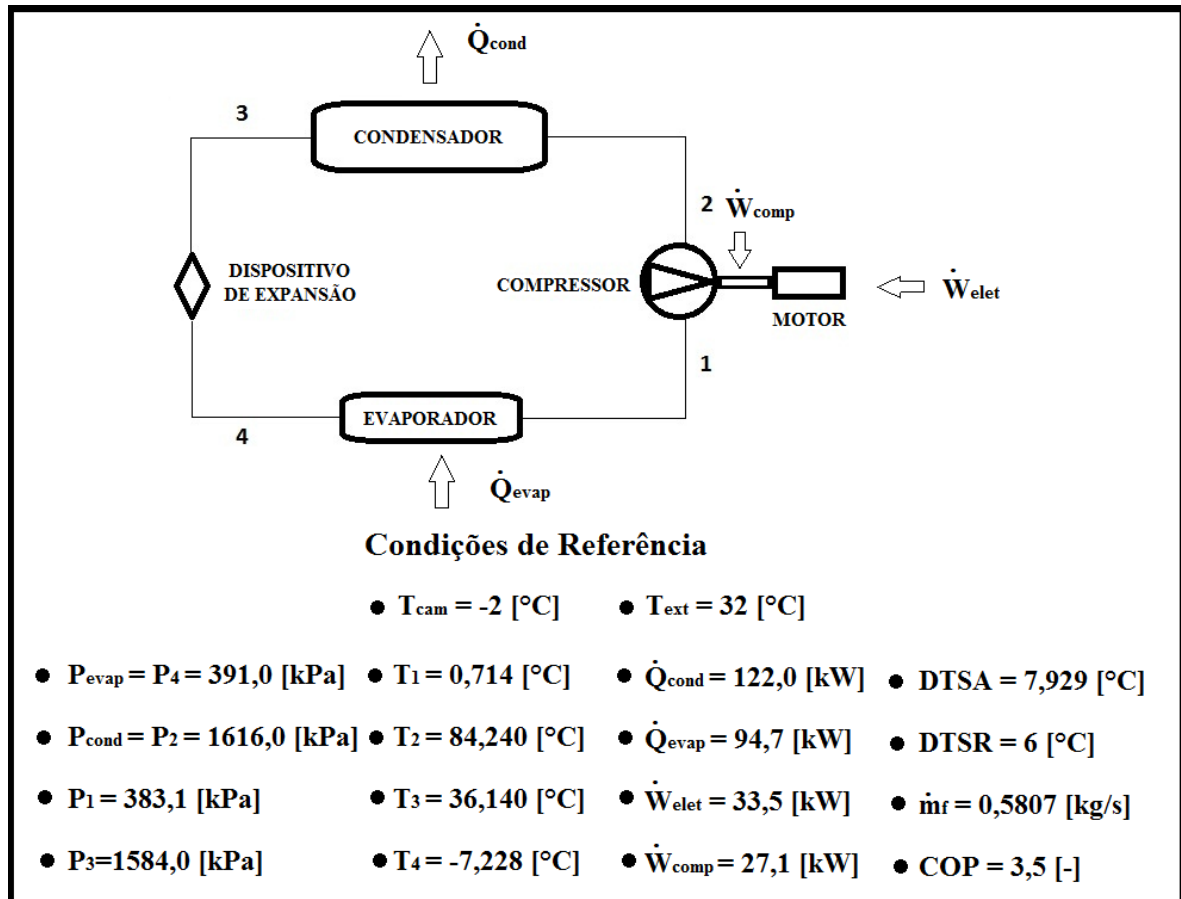 Q̇cond
3
CONDENSADOR
2 Ẇcomp
DISPOSITIVO
DE EXPANSÃO
COMPRESSOR
Ẇelet
MOTOR
1
EVAPORADOR
4
Q̇evap
Condições de Referência
● Tcam = -2 [°C] ● Text = 32 [°C]
● Pevap = P4 = 391,0 [kPa] ● T1 = 0,714 [°C] ● Q̇cond = 122,0 [kW] ● DTSA = 7,929 [°C]
● Pcond = P2 = 1616,0 [kPa] ● T2 = 84,240 [°C] ● Q̇evap = 94,7 [kW] ● DTSR = 6 [°C]
● P1 = 383,1 [kPa] ● T3 = 36,140 [°C] ● Ẇelet = 33,5 [kW] ● ṁf = 0,5807 [kg/s]
● P3=1584,0 [kPa] ● T4 = -7,228 [°C] ● Ẇcomp = 27,1 [kW] ● COP = 3,5 [-]